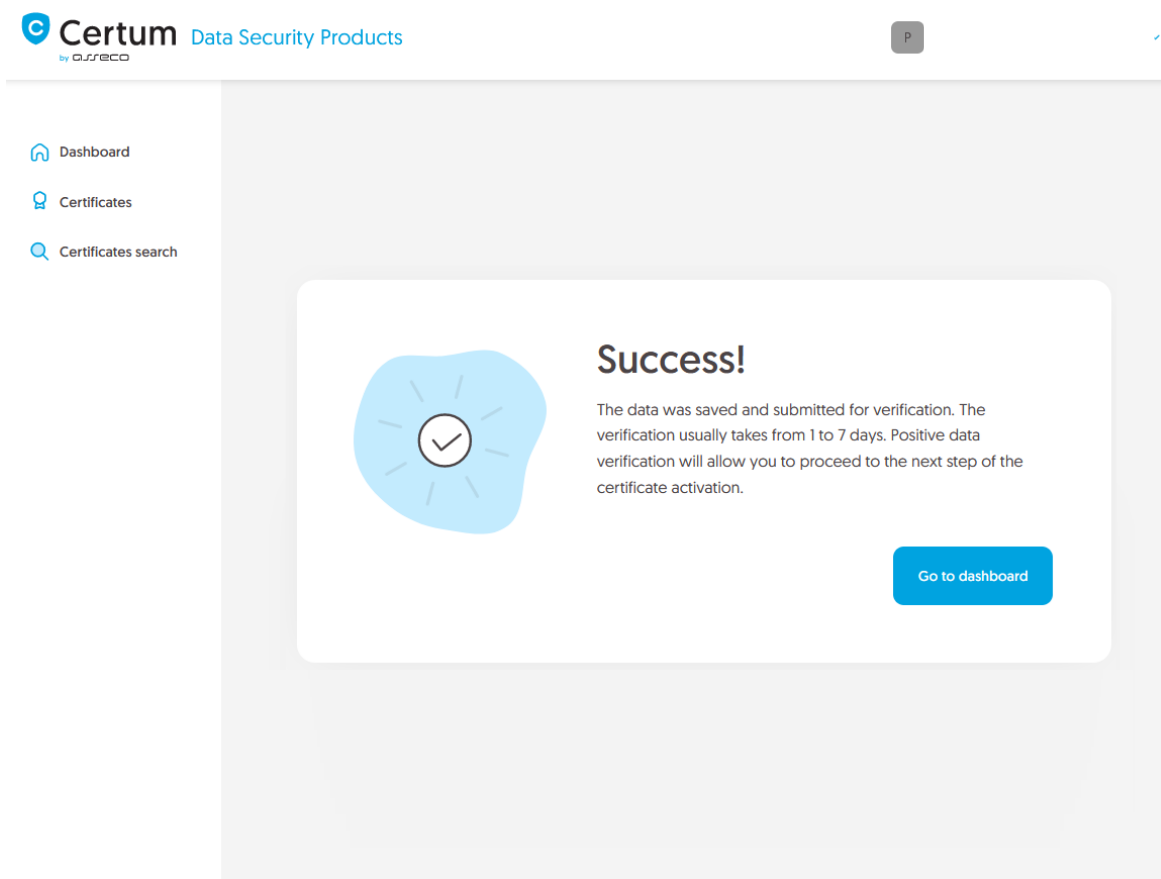 Certum Data Security Products
by asseco
P
Dashboard
Certificates
Certificates search
Success!
The data was saved and submitted for verification. The
verification usually takes from 1 to 7 days. Positive data
verification will allow you to proceed to the next step of the
certificate activation.
Go to dashboard